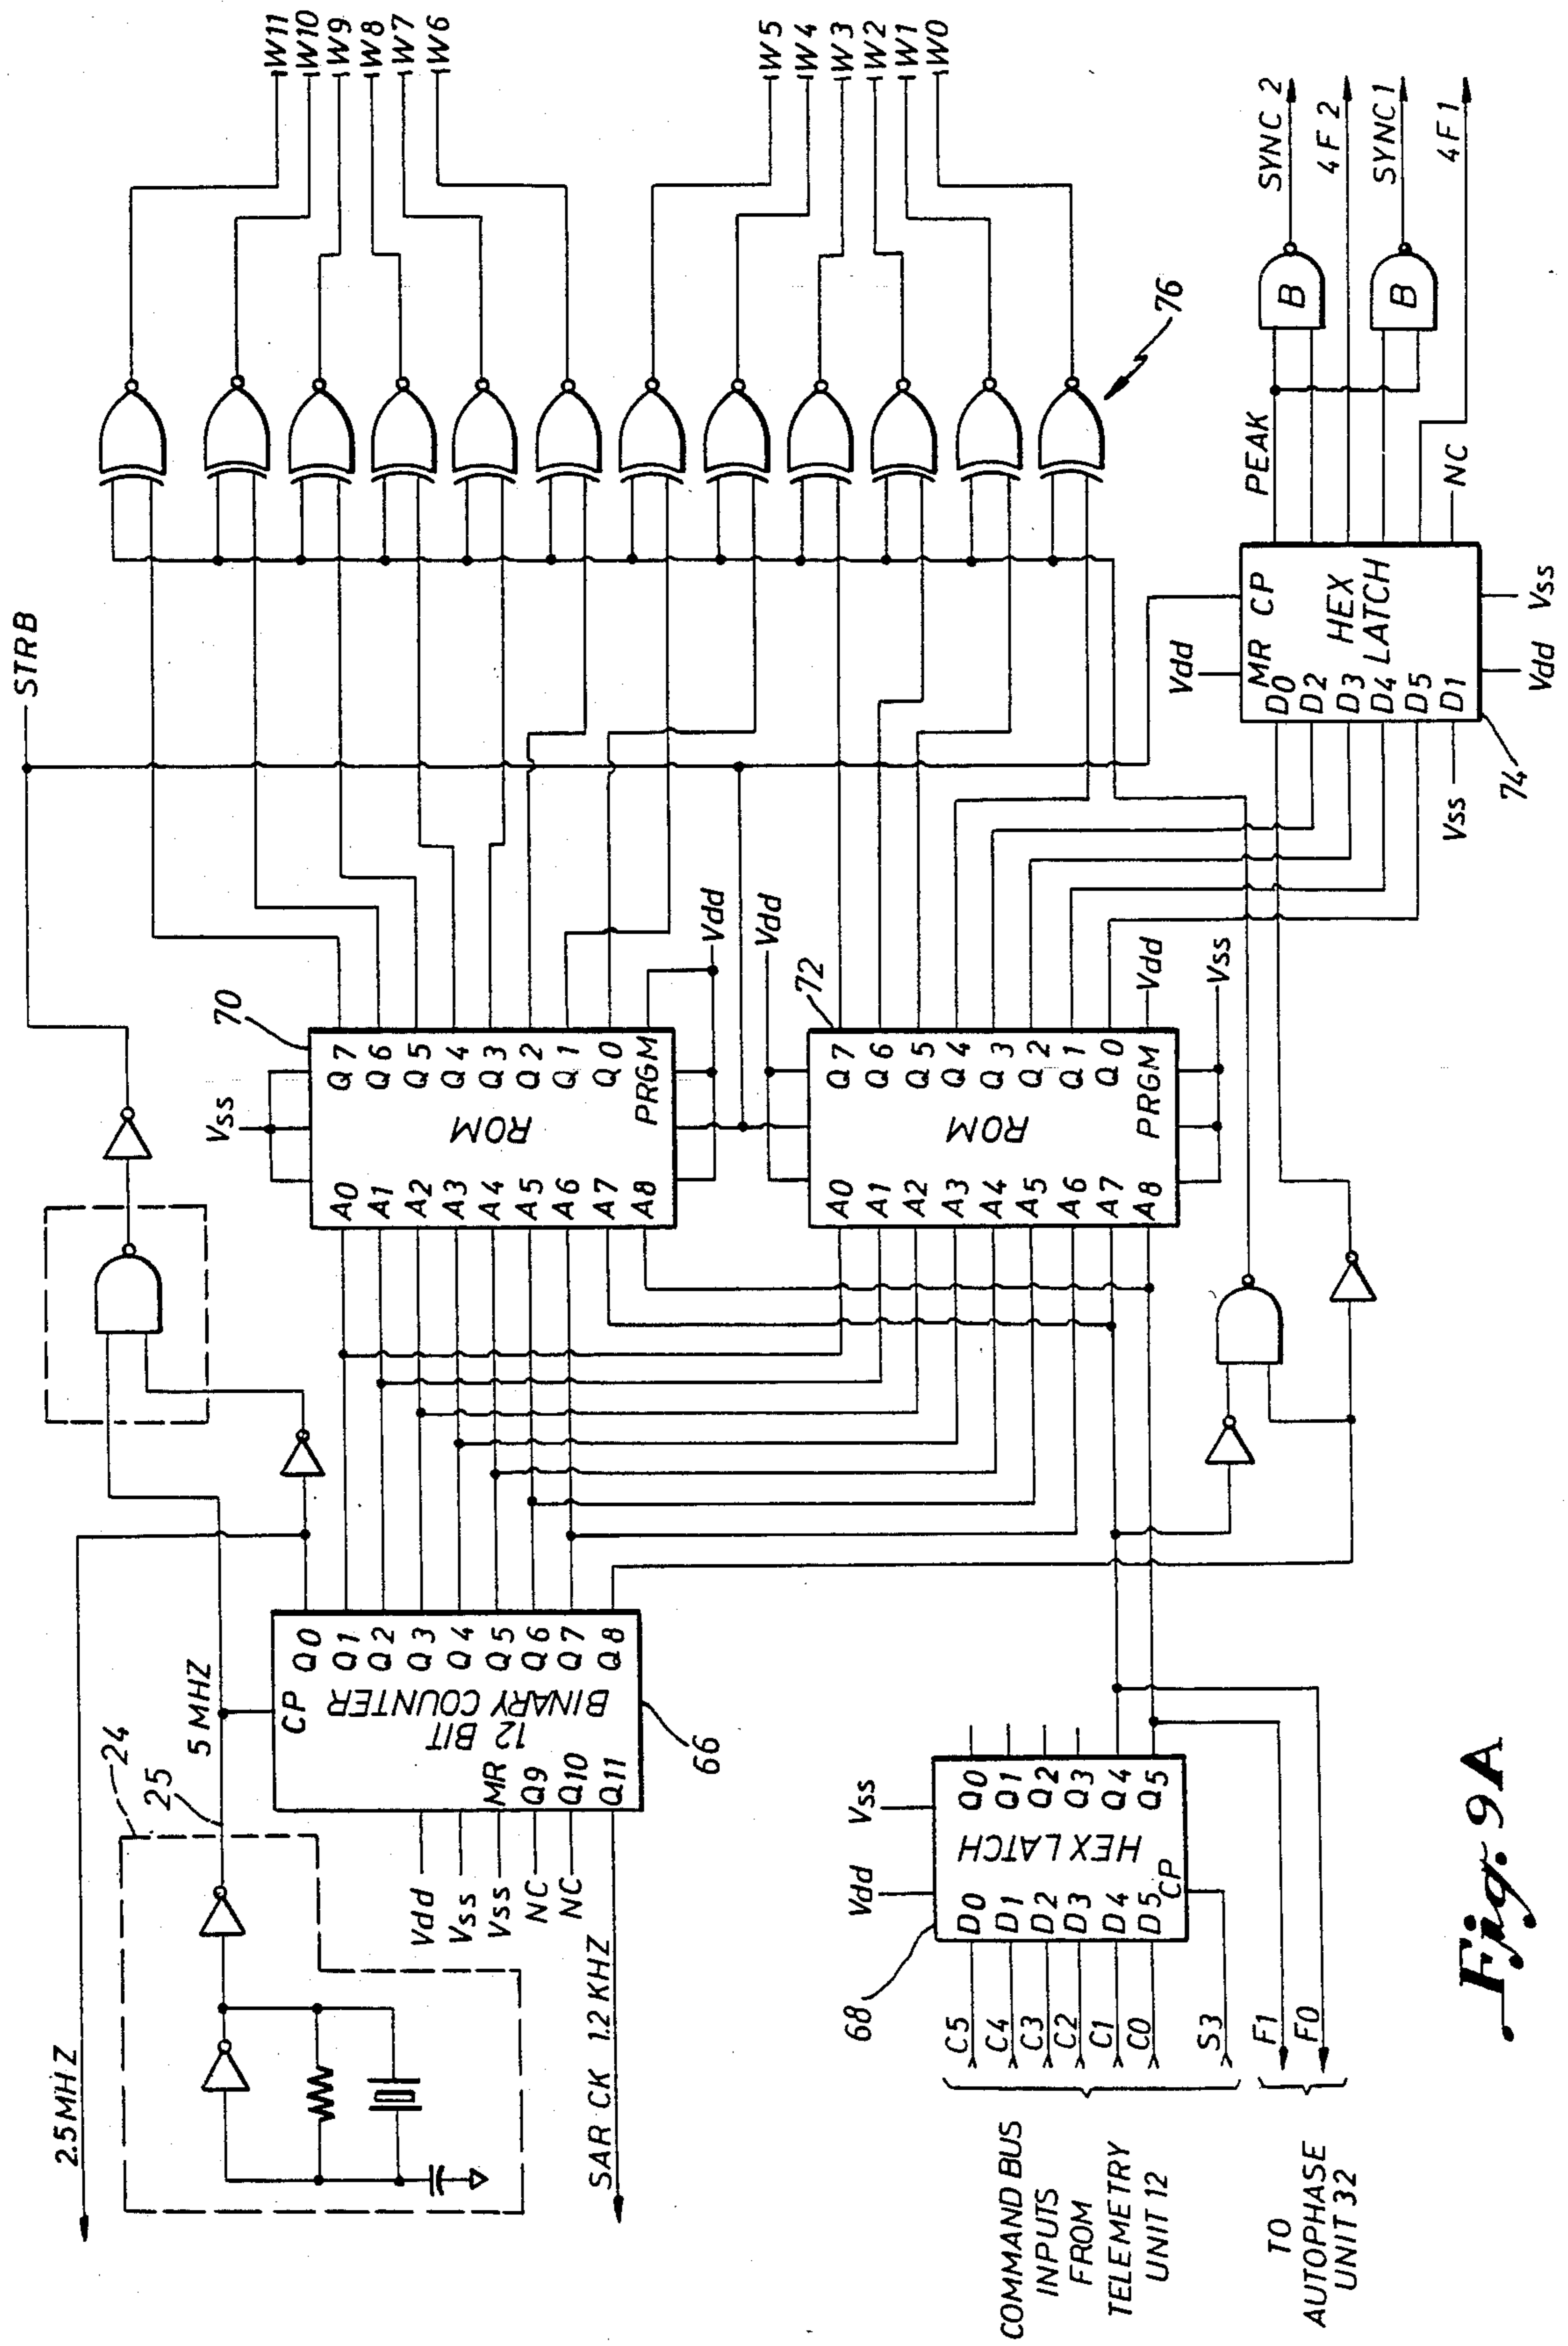 2.5MHZ
24
25
5 MHZ
STRB
CP
Q0
Q1
Q2
Q3
Q4
Q5
Q6
Q7
Q8
12 BIT
BINARY COUNTER
MR
Q9
Q10
Q11
66
Vdd
Vss
Vss
NC
NC
SAR CK 1.2 KHZ
Vss
70
A0
A1
A2
A3
A4
A5
A6
A7
A8
ROM
Q7
Q6
Q5
Q4
Q3
Q2
Q1
Q0
PRGM
Vdd
Vdd
72
A0
A1
A2
A3
A4
A5
A6
A7
A8
ROM
Q7
Q6
Q5
Q4
Q3
Q2
Q1
Q0
PRGM
Vdd
Vss
W11
W10
W9
W8
W7
W6
W5
W4
W3
W2
W1
W0
76
68
Vdd
Vss
D0
D1
D2
D3
D4
D5
CP
HEX LATCH
Q0
Q1
Q2
Q3
Q4
Q5
C5
C4
C3
C2
C1
C0
S3
F1
F0
COMMAND BUS
INPUTS
FROM
TELEMETRY
UNIT 12
TO
AUTOPHASE
UNIT 32
Vdd
MR CP
D0
D2
D3
D4
D5
D1
HEX
LATCH
Vss
74
Vdd
Vss
PEAK
NC
B
B
SYNC 2
4F2
SYNC 1
4F1
Fig. 9A